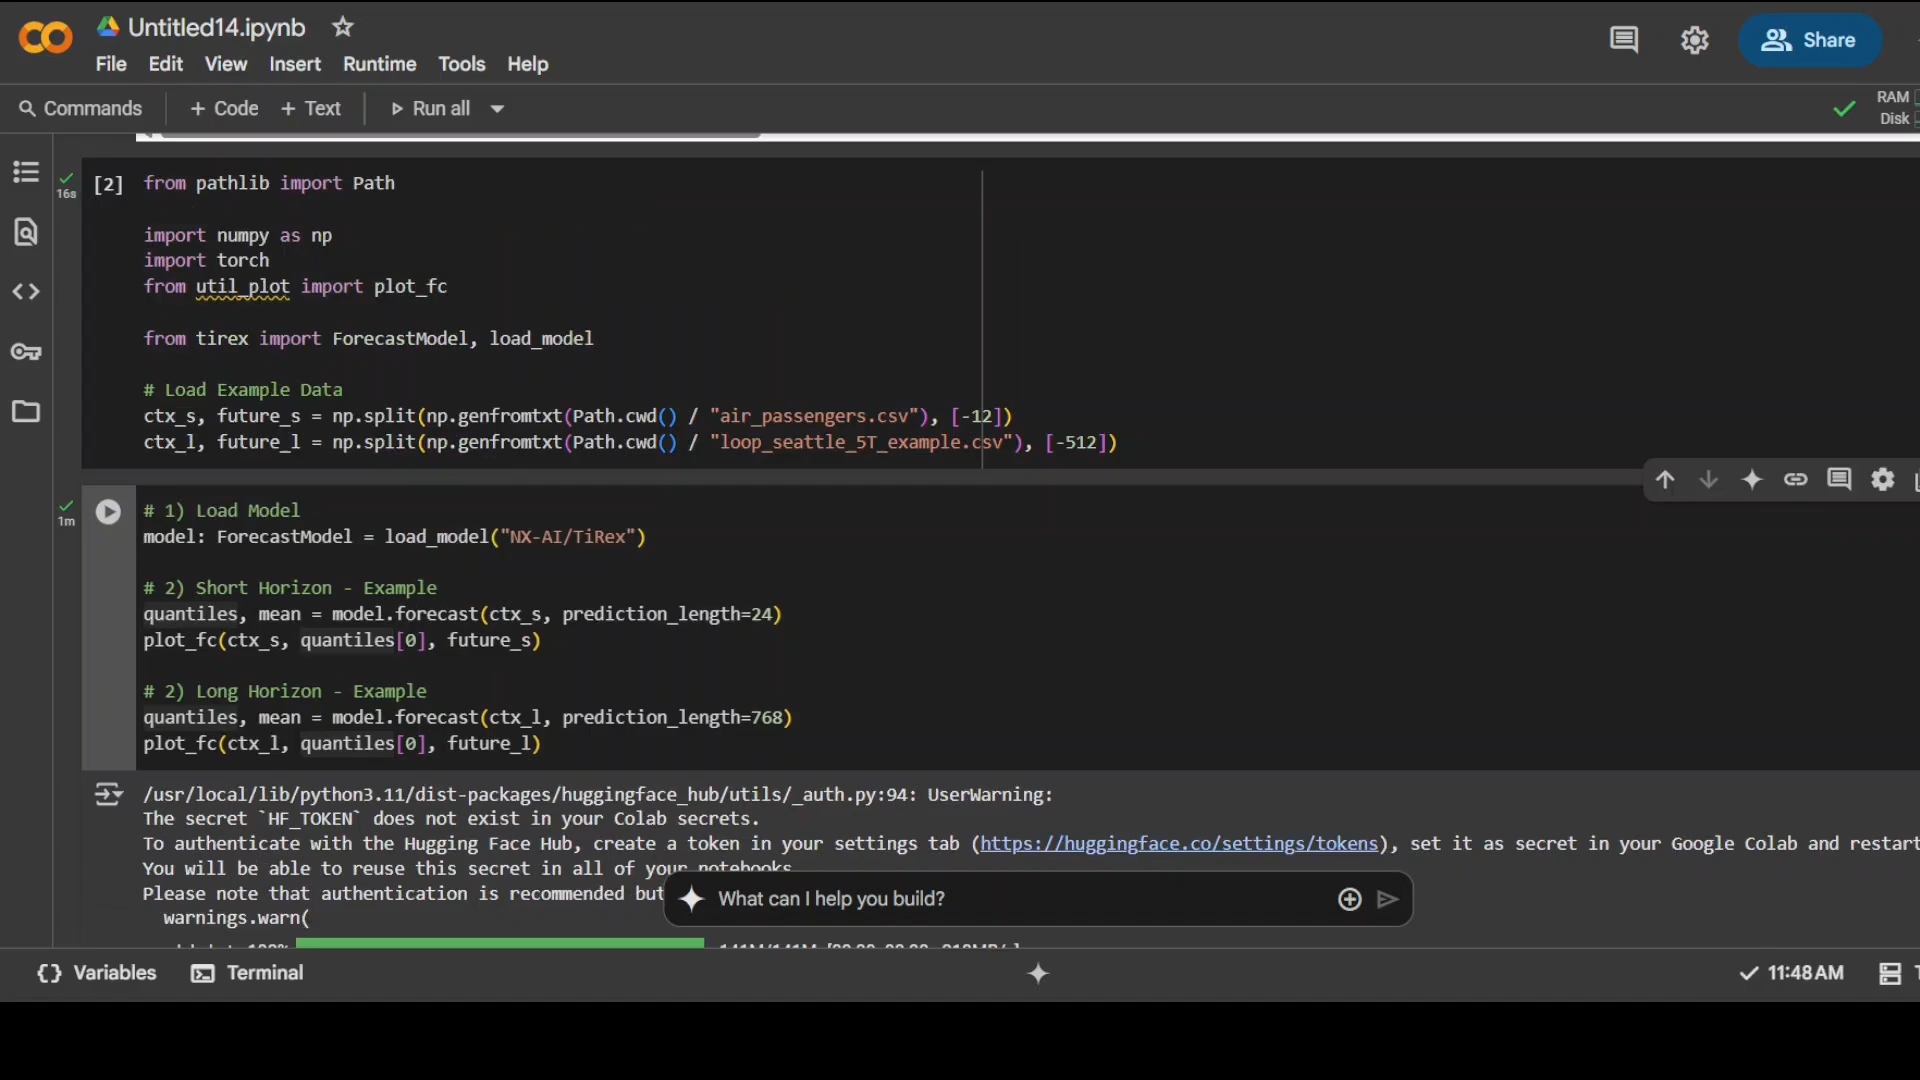 Untitled14.ipynb
File Edit View Insert Runtime Tools Help
Share
Commands + Code + Text Run all
RAM
Disk
16s
[2] from pathlib import Path
import numpy as np
import torch
from util_plot import plot_fc
from tirex import ForecastModel, load_model
# Load Example Data
ctx_s, future_s = np.split(np.genfromtxt(Path.cwd() / "air_passengers.csv"), [-12])
ctx_l, future_l = np.split(np.genfromtxt(Path.cwd() / "loop_seattle_5T_example.csv"), [-512])
1m
# 1) Load Model
model: ForecastModel = load_model("NX-AI/TiRex")
# 2) Short Horizon - Example
quantiles, mean = model.forecast(ctx_s, prediction_length=24)
plot_fc(ctx_s, quantiles[0], future_s)
# 2) Long Horizon - Example
quantiles, mean = model.forecast(ctx_l, prediction_length=768)
plot_fc(ctx_l, quantiles[0], future_l)
/usr/local/lib/python3.11/dist-packages/huggingface_hub/utils/_auth.py:94: UserWarning:
The secret `HF_TOKEN` does not exist in your Colab secrets.
To authenticate with the Hugging Face Hub, create a token in your settings tab (https://huggingface.co/settings/tokens), set it as secret in your Google Colab and restart
You will be able to reuse this secret in all of your notebooks
Please note that authentication is recommended but
warnings.warn(
What can I help you build?
Variables Terminal
11:48 AM